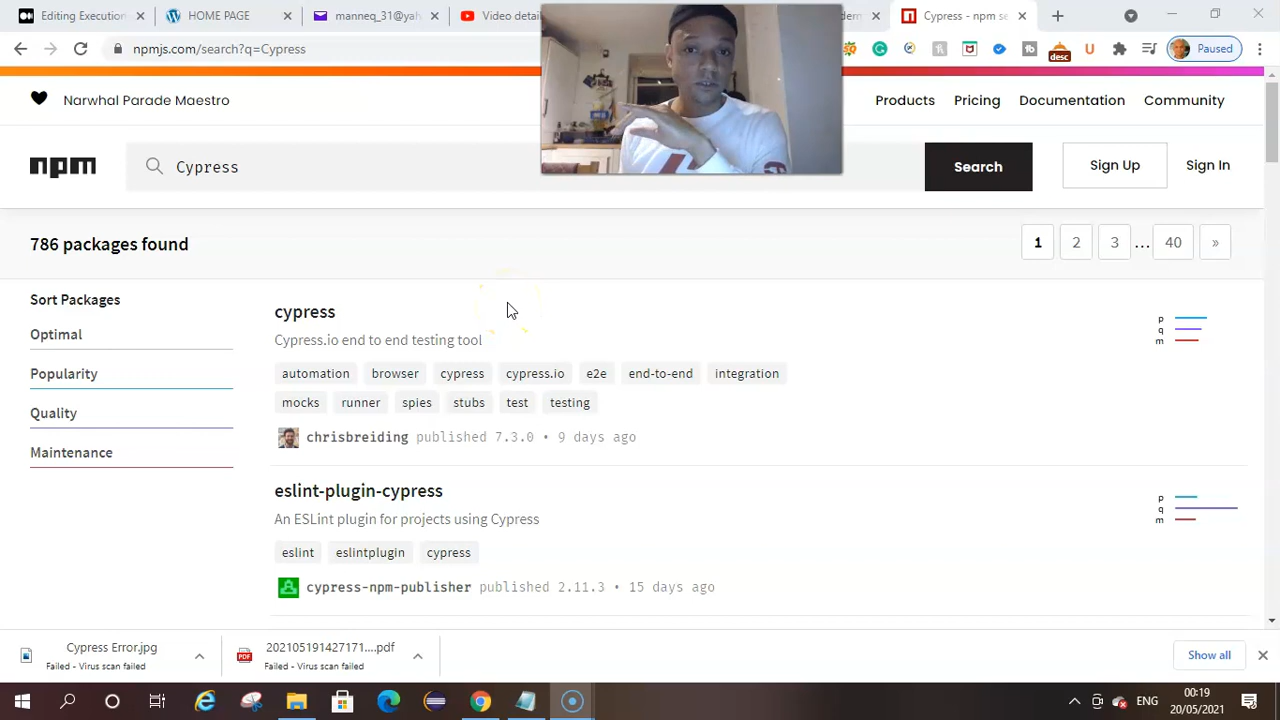 Editing Execution
HOME PAGE
manneq_31@yah
Video detai
dem
Cypress - npm se
npmjs.com/search?q=Cypress
desc
Paused
Narwhal Parade Maestro
Products
Pricing
Documentation
Community
npm
Cypress
Search
Sign Up
Sign In
786 packages found
1
2
3
...
40
»
Sort Packages
Optimal
Popularity
Quality
Maintenance
cypress
Cypress.io end to end testing tool
automation browser cypress cypress.io e2e end-to-end integration
mocks runner spies stubs test testing
chrisbreiding published 7.3.0 • 9 days ago
p
q
m
eslint-plugin-cypress
An ESLint plugin for projects using Cypress
eslint eslintplugin cypress
cypress-npm-publisher published 2.11.3 • 15 days ago
p
q
m
Cypress Error.jpg
Failed - Virus scan failed
202105191427171....pdf
Failed - Virus scan failed
Show all
ENG
00:19
20/05/2021